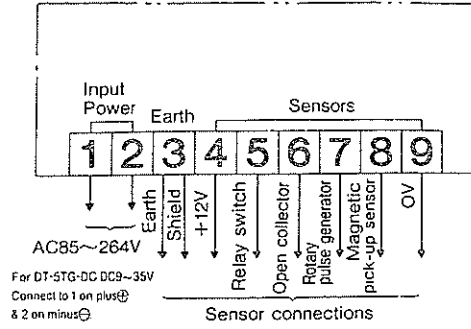 Input
Power
Earth
Sensors
1 2 3 4 5 6 7 8 9
Earth
Shield
+12V
Relay switch
Open collector
Rotary
pulse generator
Magnetic
pick-up sensor
OV
AC85~264V
For DT-5TG-DC DC9~35V
Connect to 1 on plus⊕
& 2 on minus⊖
Sensor connections